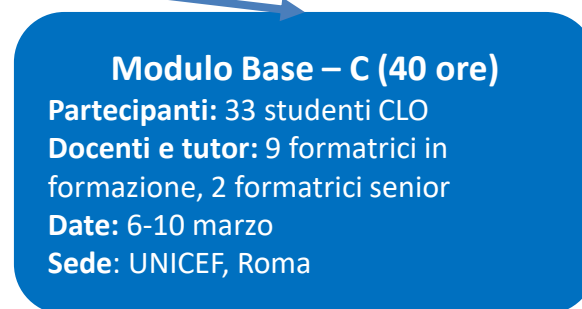 Modulo Base – C (40 ore)
Partecipanti: 33 studenti CLO
Docenti e tutor: 9 formatrici in
formazione, 2 formatrici senior
Date: 6-10 marzo
Sede: UNICEF, Roma